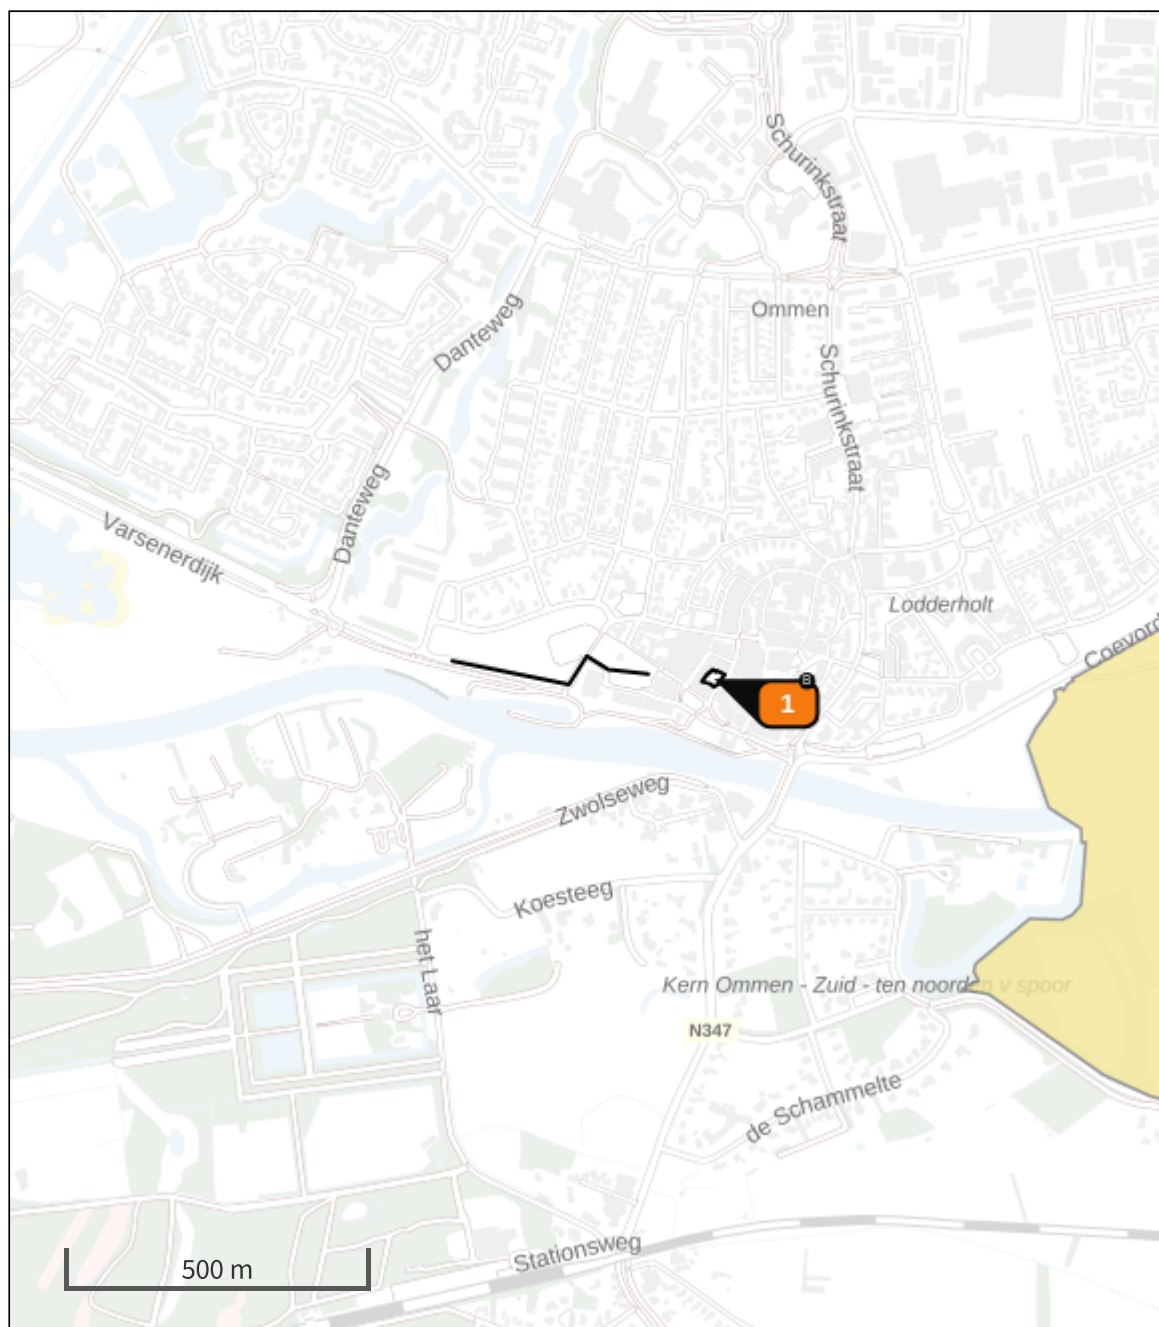 Schurinkstraat
Danteweg
Ommen
Schurinkstraat
Danteweg
Varsenerdijk
Lodderholt
Coevord
B
1
Zwolseweg
Koesteeg
het Laar
Kern Ommen - Zuid - ten noorden v spoor
N347
de Schammelte
Stationsweg
500 m